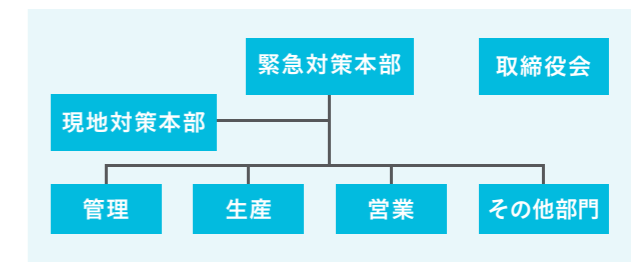 緊急対策本部
取締役会
現地対策本部
管理
生産
営業
その他部門